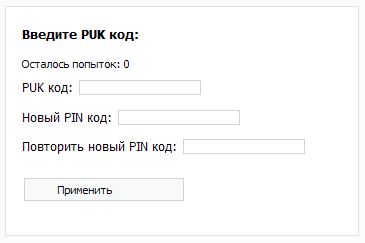 Введите PUK код:
Осталось попыток: 0
PUK код:
Новый PIN код:
Повторить новый PIN код:
Применить